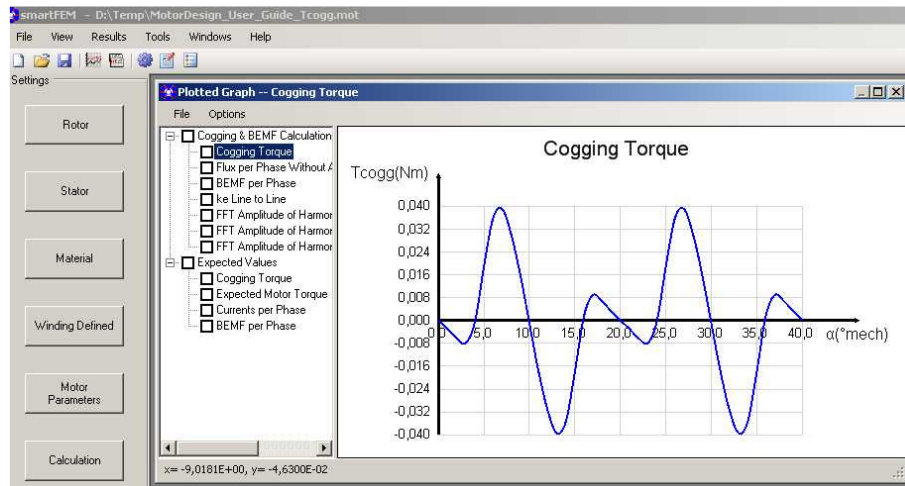 smartFEM - D:\Temp\MotorDesign_User_Guide_Tcogg.mot
File View Results Tools Windows Help
Settings
Rotor
Stator
Material
Winding Defined
Motor
Parameters
Calculation
Plotted Graph -- Cogging Torque
File Options
Cogging & BEMF Calculation
Cogging Torque
Flux per Phase Without A
BEMF per Phase
ke Line to Line
FFT Amplitude of Harmor
FFT Amplitude of Harmor
FFT Amplitude of Harmor
Expected Values
Cogging Torque
Expected Motor Torque
Currents per Phase
BEMF per Phase
Cogging Torque
Tcogg(Nm)
0,040
0,032
0,024
0,016
0,008
0,000
-0,008
-0,016
-0,024
-0,032
-0,040
0,0 5,0 10,0 15,0 20,0 25,0 30,0 35,0 40,0 α(°mech)
x= -9,0181E+00, y= -4,6300E-02